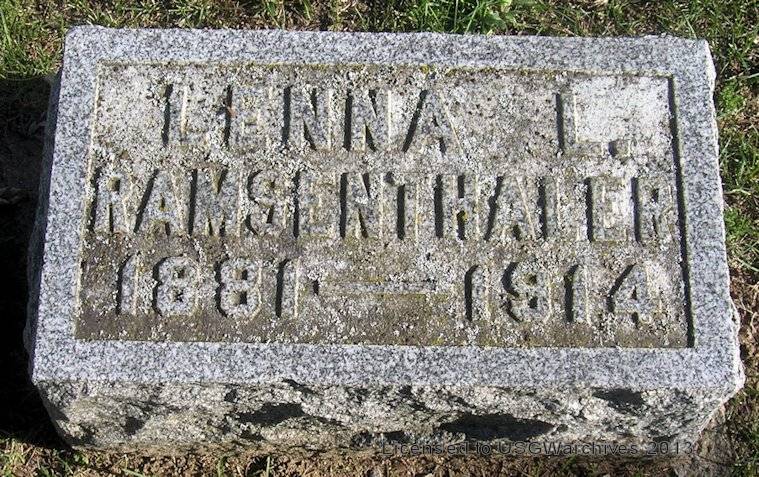 LENNA L.
RAMSENTHALER
1881—1914
Licensed to USGWarchives 2013